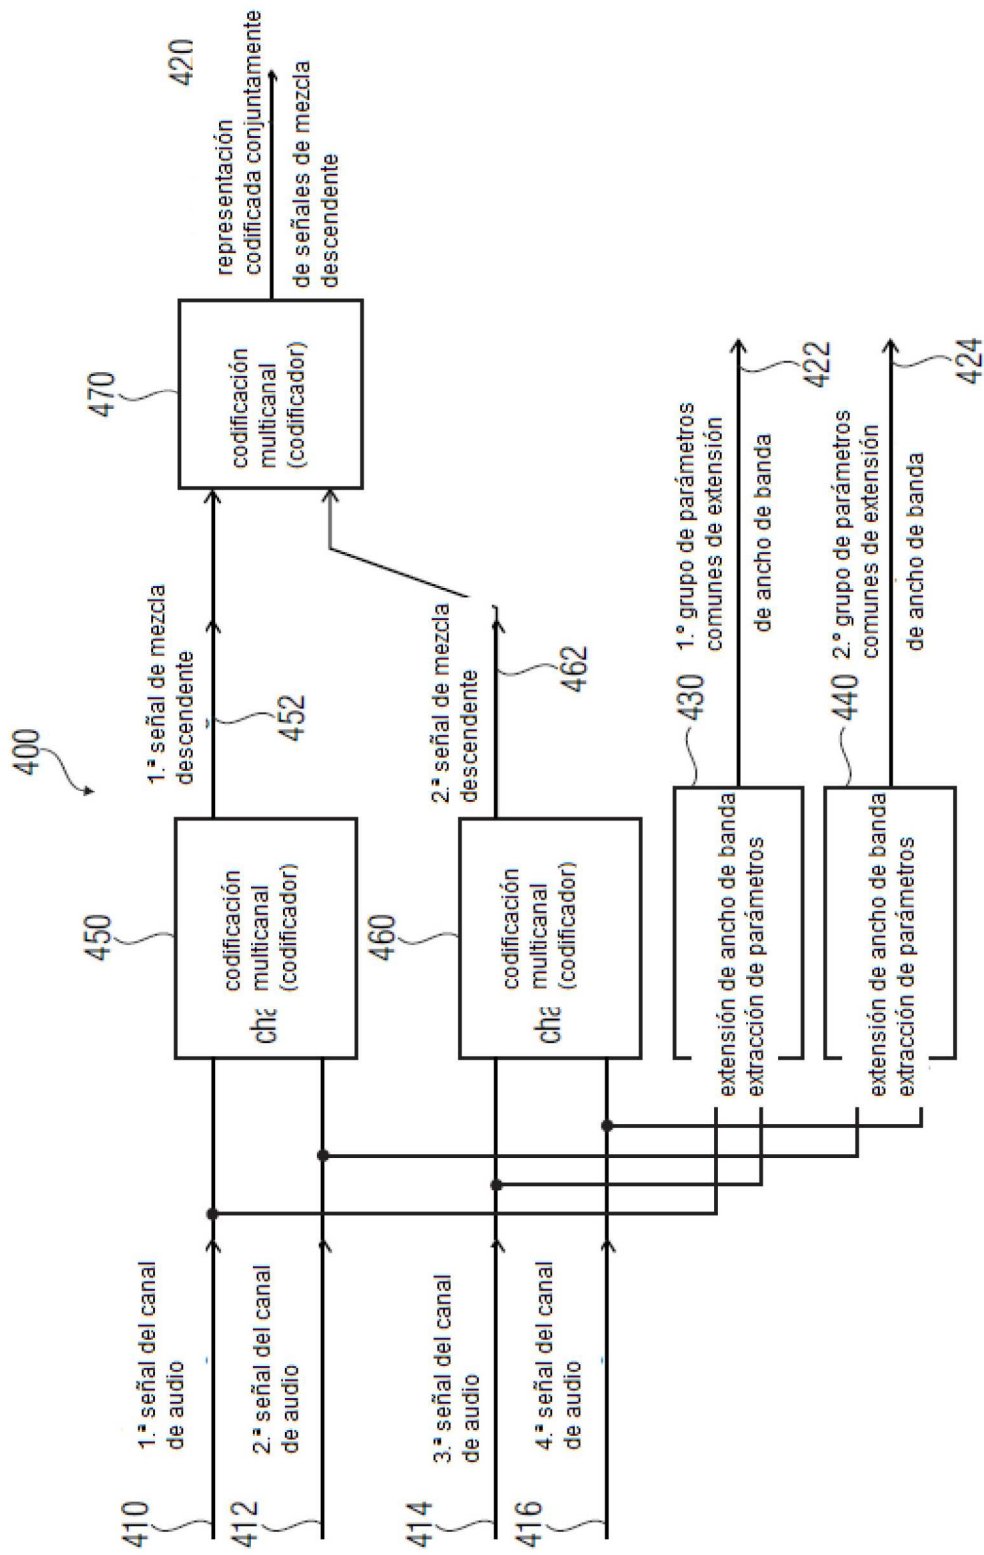 400
410
1.ª señal del canal
de audio
412
2.ª señal del canal
de audio
414
3.ª señal del canal
de audio
416
4.ª señal del canal
de audio
450
codificación
multicanal
(codificador)
cha
460
codificación
multicanal
(codificador)
cha
1.ª señal de mezcla
descendente
452
2.ª señal de mezcla
descendente
462
470
codificación
multicanal
(codificador)
420
representación
codificada conjuntamente
de señales de mezcla
descendente
430
extensión de ancho de banda
extracción de parámetros
1.º grupo de parámetros
comunes de extensión
de ancho de banda
422
440
extensión de ancho de banda
extracción de parámetros
2.º grupo de parámetros
comunes de extensión
de ancho de banda
424